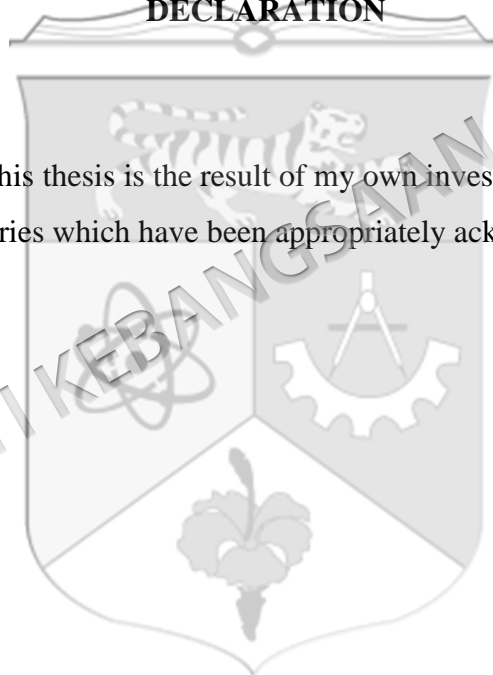 DECLARATION
his thesis is the result of my own inves
ries which have been appropriately ack
I KEBANGSAAN